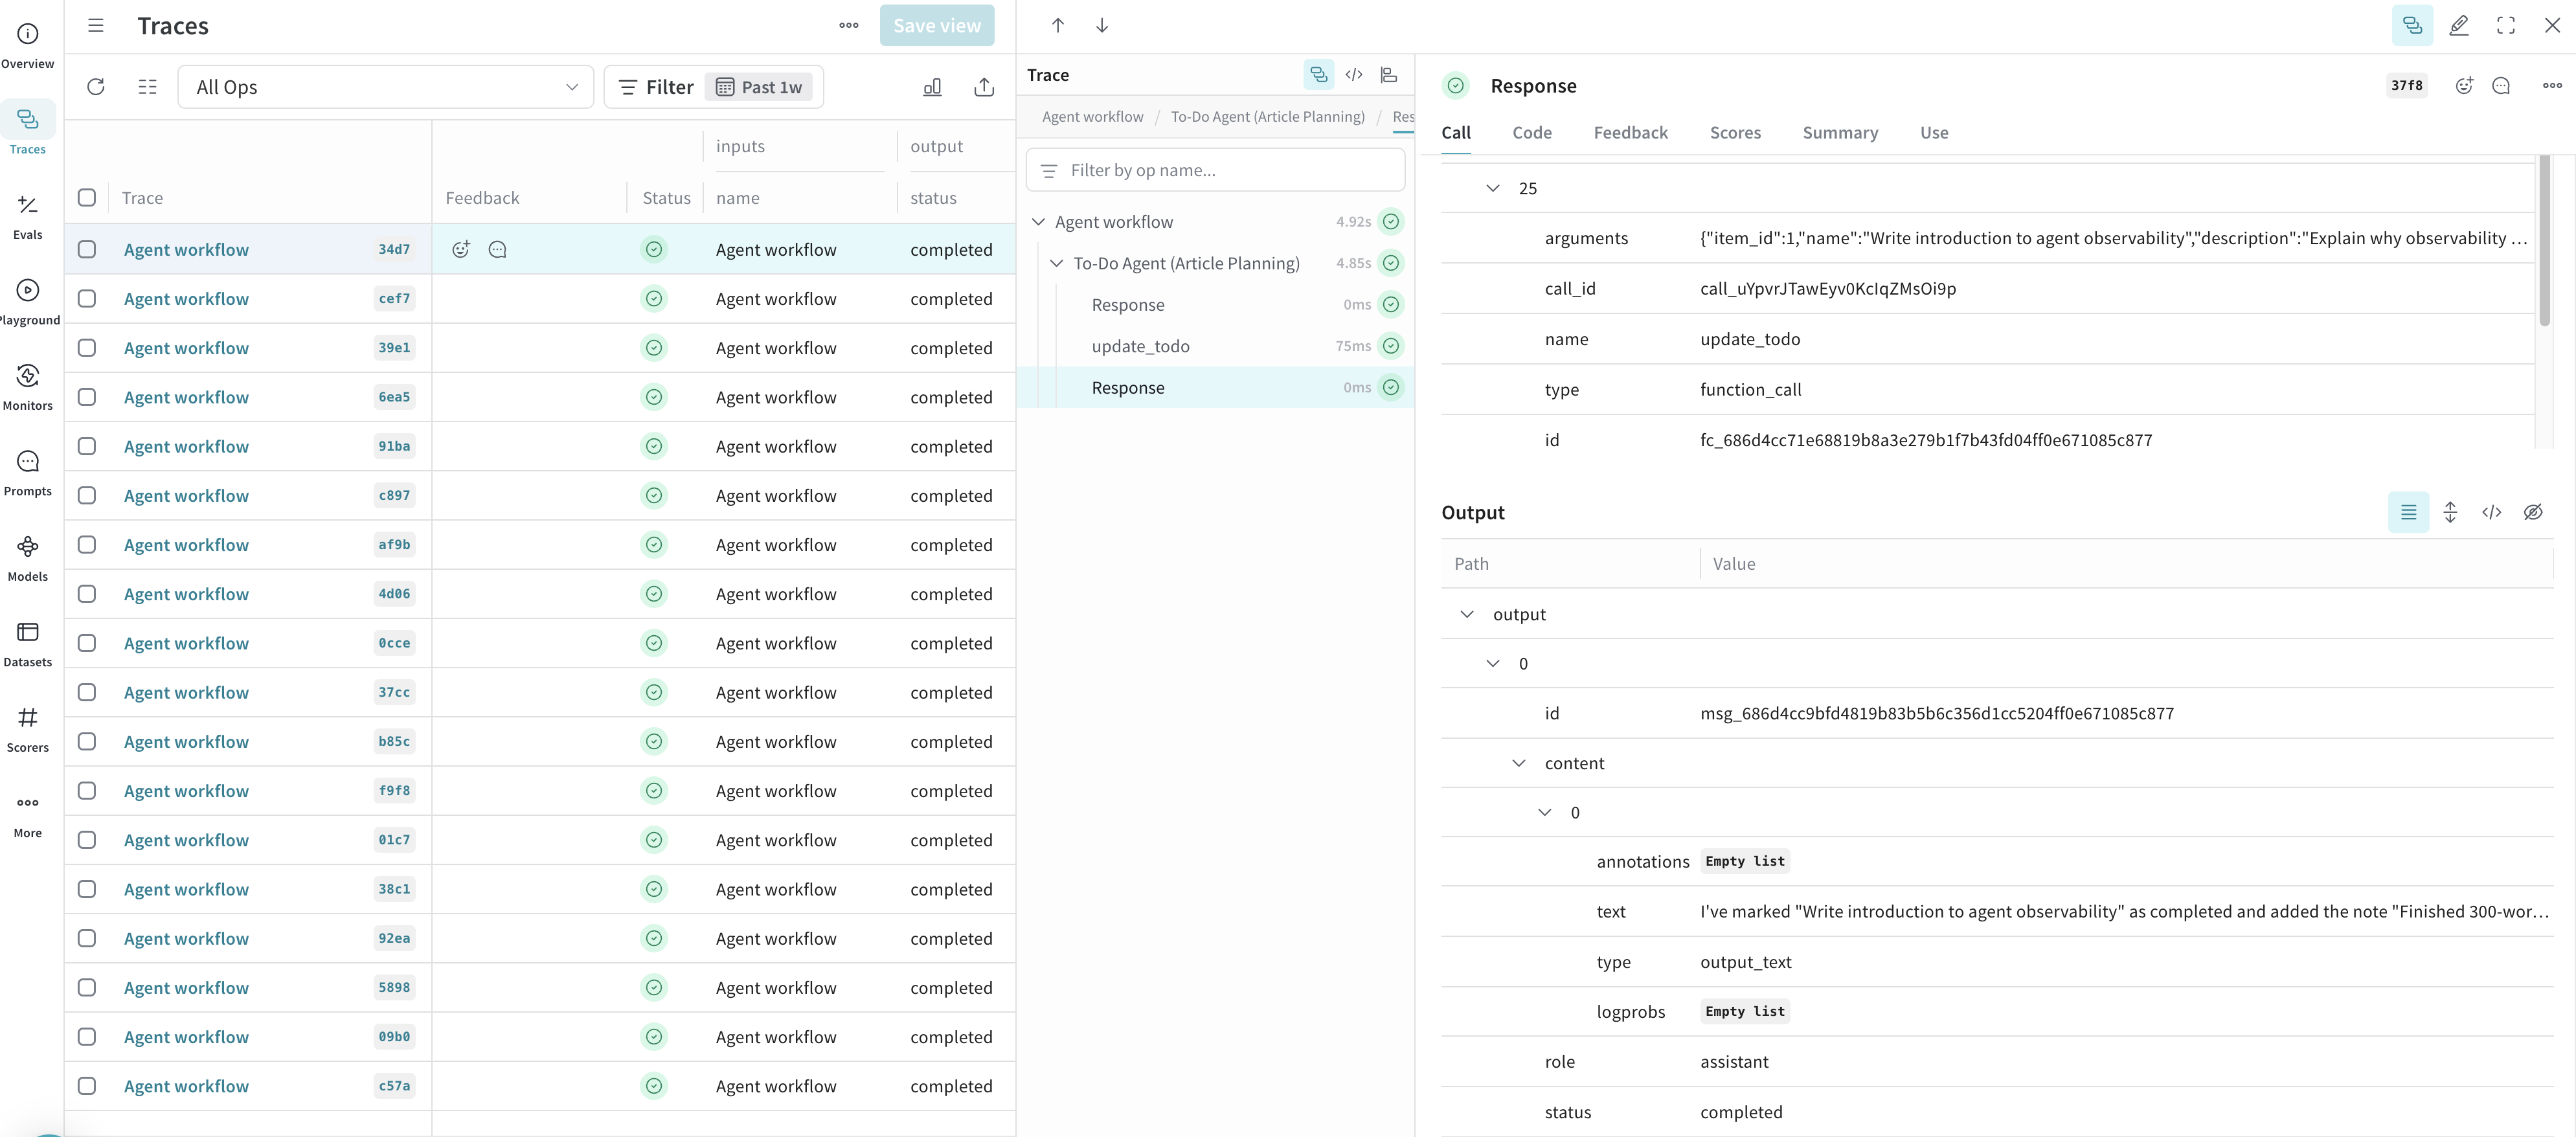 Overview
Traces
Evals
Playground
Monitors
Prompts
Models
Datasets
Scorers
More
Traces
Save view
All Ops
Filter
Past 1w
inputs
output
Trace
Feedback
Status
name
status
Agent workflow 34d7 Agent workflow completed
Agent workflow cef7 Agent workflow completed
Agent workflow 39e1 Agent workflow completed
Agent workflow 6ea5 Agent workflow completed
Agent workflow 91ba Agent workflow completed
Agent workflow c897 Agent workflow completed
Agent workflow af9b Agent workflow completed
Agent workflow 4d06 Agent workflow completed
Agent workflow 0cce Agent workflow completed
Agent workflow 37cc Agent workflow completed
Agent workflow b85c Agent workflow completed
Agent workflow f9f8 Agent workflow completed
Agent workflow 01c7 Agent workflow completed
Agent workflow 38c1 Agent workflow completed
Agent workflow 92ea Agent workflow completed
Agent workflow 5898 Agent workflow completed
Agent workflow 09b0 Agent workflow completed
Agent workflow c57a Agent workflow completed
Trace
Agent workflow / To-Do Agent (Article Planning) / Res
Filter by op name...
Agent workflow 4.92s
To-Do Agent (Article Planning) 4.85s
Response 0ms
update_todo 75ms
Response 0ms
Response 37f8
Call Code Feedback Scores Summary Use
25
arguments {"item_id":1,"name":"Write introduction to agent observability","description":"Explain why observability ...
call_id call_uYpvrJTawEyv0KcIqZMsOi9p
name update_todo
type function_call
id fc_686d4cc71e68819b8a3e279b1f7b43fd04ff0e671085c877
Output
Path Value
output
0
id msg_686d4cc9bfd4819b83b5b6c356d1cc5204ff0e671085c877
content
0
annotations Empty list
text I've marked "Write introduction to agent observability" as completed and added the note "Finished 300-wor...
type output_text
logprobs Empty list
role assistant
status completed